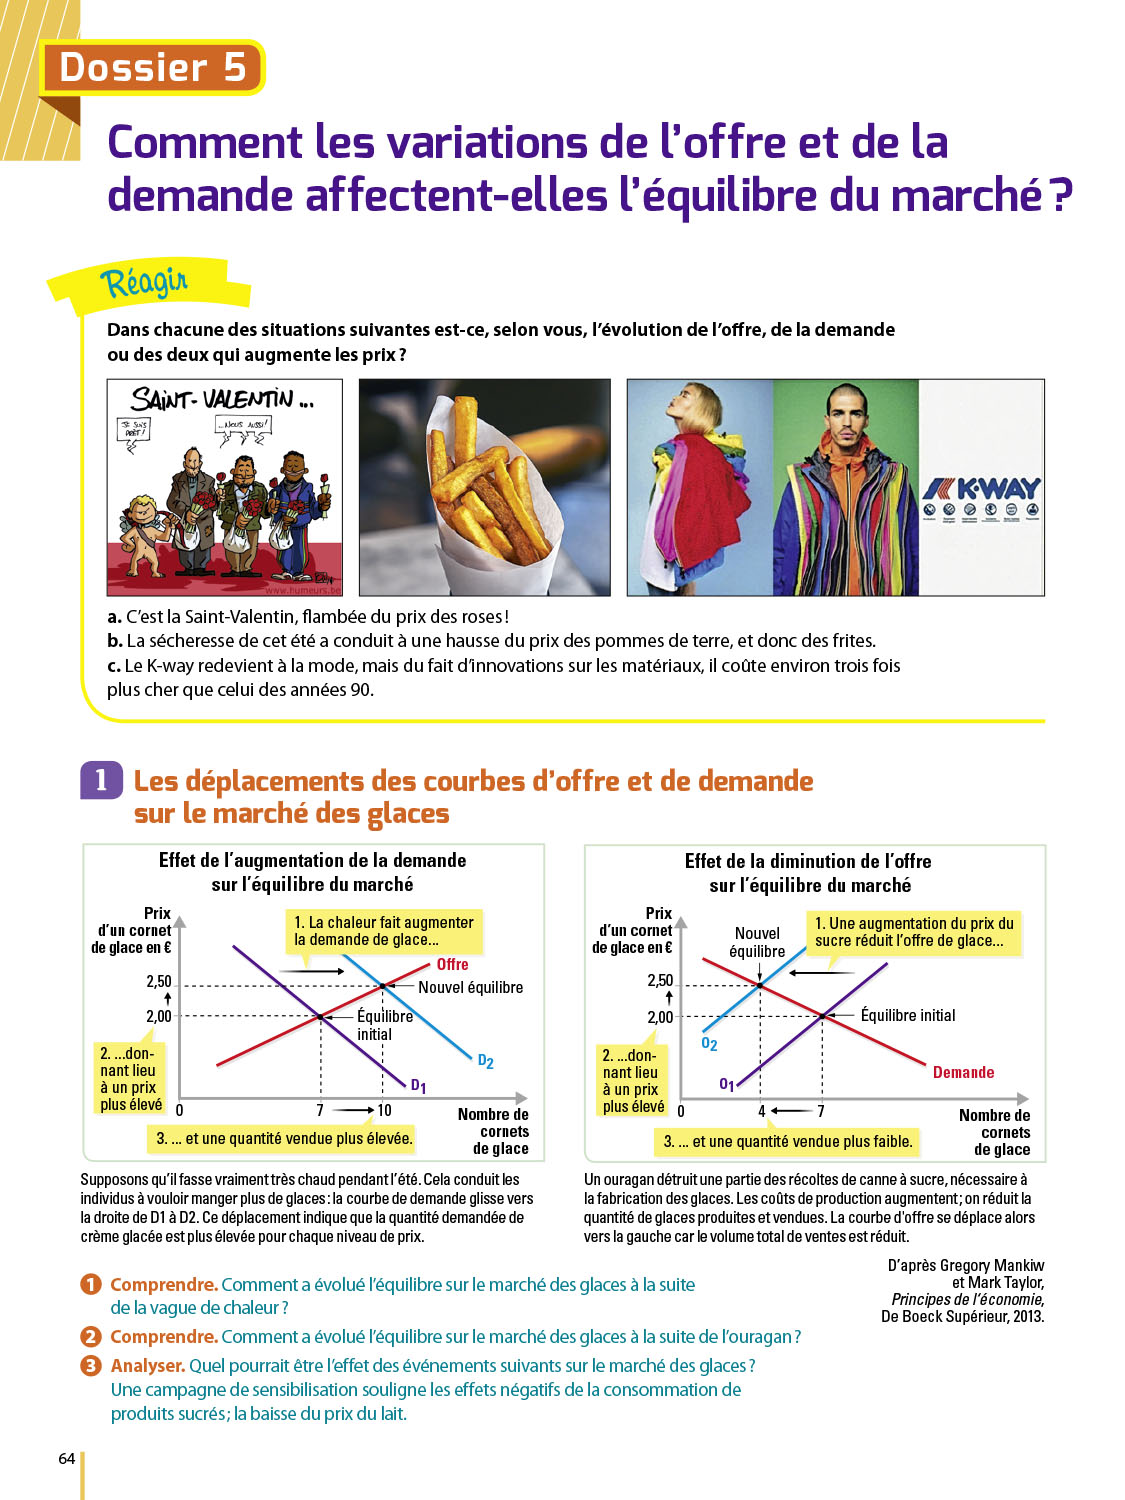 Dossier 5
Comment les variations de l'offre et de la
demande affectent-elles l'équilibre du marché ?
Réagir
Dans chacune des situations suivantes est-ce, selon vous, l'évolution de l'offre, de la demande
ou des deux qui augmente les prix ?
SAINT-VALENTIN...
JE SUIS
PRÊT !
...NOUS AUSSI !
www.humeurs.be
K-WAY
a. C'est la Saint-Valentin, flambée du prix des roses !
b. La sécheresse de cet été a conduit à une hausse du prix des pommes de terre, et donc des frites.
c. Le K-way redevient à la mode, mais du fait d'innovations sur les matériaux, il coûte environ trois fois
plus cher que celui des années 90.
1 Les déplacements des courbes d'offre et de demande
sur le marché des glaces
Effet de l'augmentation de la demande
sur l'équilibre du marché
Prix
d'un cornet
de glace en €
1. La chaleur fait augmenter
la demande de glace...
Offre
2,50
Nouvel équilibre
2,00
Équilibre
initial
2. ...don-
nant lieu
à un prix
plus élevé
D2
D1
0
7
10
Nombre de
cornets
de glace
3. ... et une quantité vendue plus élevée.
Supposons qu'il fasse vraiment très chaud pendant l'été. Cela conduit les
individus à vouloir manger plus de glaces : la courbe de demande glisse vers
la droite de D1 à D2. Ce déplacement indique que la quantité demandée de
crème glacée est plus élevée pour chaque niveau de prix.
Effet de la diminution de l'offre
sur l'équilibre du marché
Prix
d'un cornet
de glace en €
Nouvel
équilibre
1. Une augmentation du prix du
sucre réduit l'offre de glace...
2,50
2,00
Équilibre initial
O2
2. ...don-
nant lieu
à un prix
plus élevé
Demande
O1
0
4
7
Nombre de
cornets
de glace
3. ... et une quantité vendue plus faible.
Un ouragan détruit une partie des récoltes de canne à sucre, nécessaire à
la fabrication des glaces. Les coûts de production augmentent ; on réduit la
quantité de glaces produites et vendues. La courbe d'offre se déplace alors
vers la gauche car le volume total de ventes est réduit.
D'après Gregory Mankiw
et Mark Taylor,
Principes de l'économie,
De Boeck Supérieur, 2013.
1 Comprendre. Comment a évolué l'équilibre sur le marché des glaces à la suite
de la vague de chaleur ?
2 Comprendre. Comment a évolué l'équilibre sur le marché des glaces à la suite de l'ouragan ?
3 Analyser. Quel pourrait être l'effet des événements suivants sur le marché des glaces ?
Une campagne de sensibilisation souligne les effets négatifs de la consommation de
produits sucrés ; la baisse du prix du lait.
64